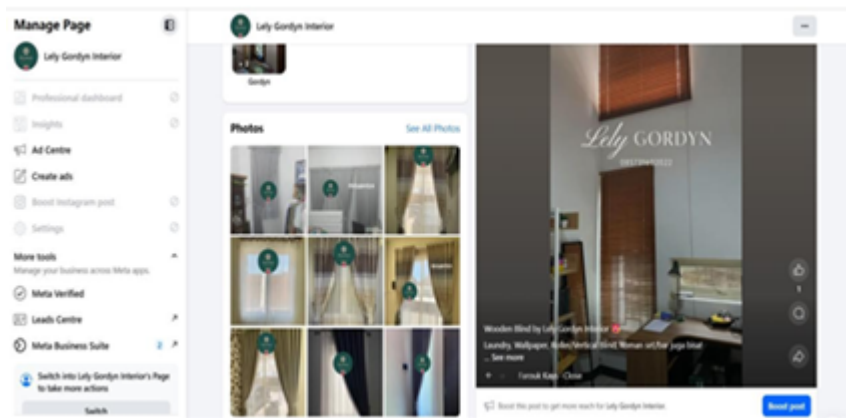 Manage Page
Lely Gordyn Interior
Professional dashboard
Insights
Ad Centre
Create ads
Boost Instagram post
Settings
More tools
Manage your business across Meta apps.
Meta Verified
Leads Centre
Meta Business Suite
2
Switch into Lely Gordyn Interior's Page
to take more actions
Switch
Lely Gordyn Interior
Gordyn
Photos
See All Photos
Lely GORDYN
1
Wooden Blind by Lely Gordyn Interior
Laundry, Wallpaper, Roller/Vertical Blind,
juga bisa!
... See more
Boost this post to get more reach for Lely Gordyn Interior.
Boost post